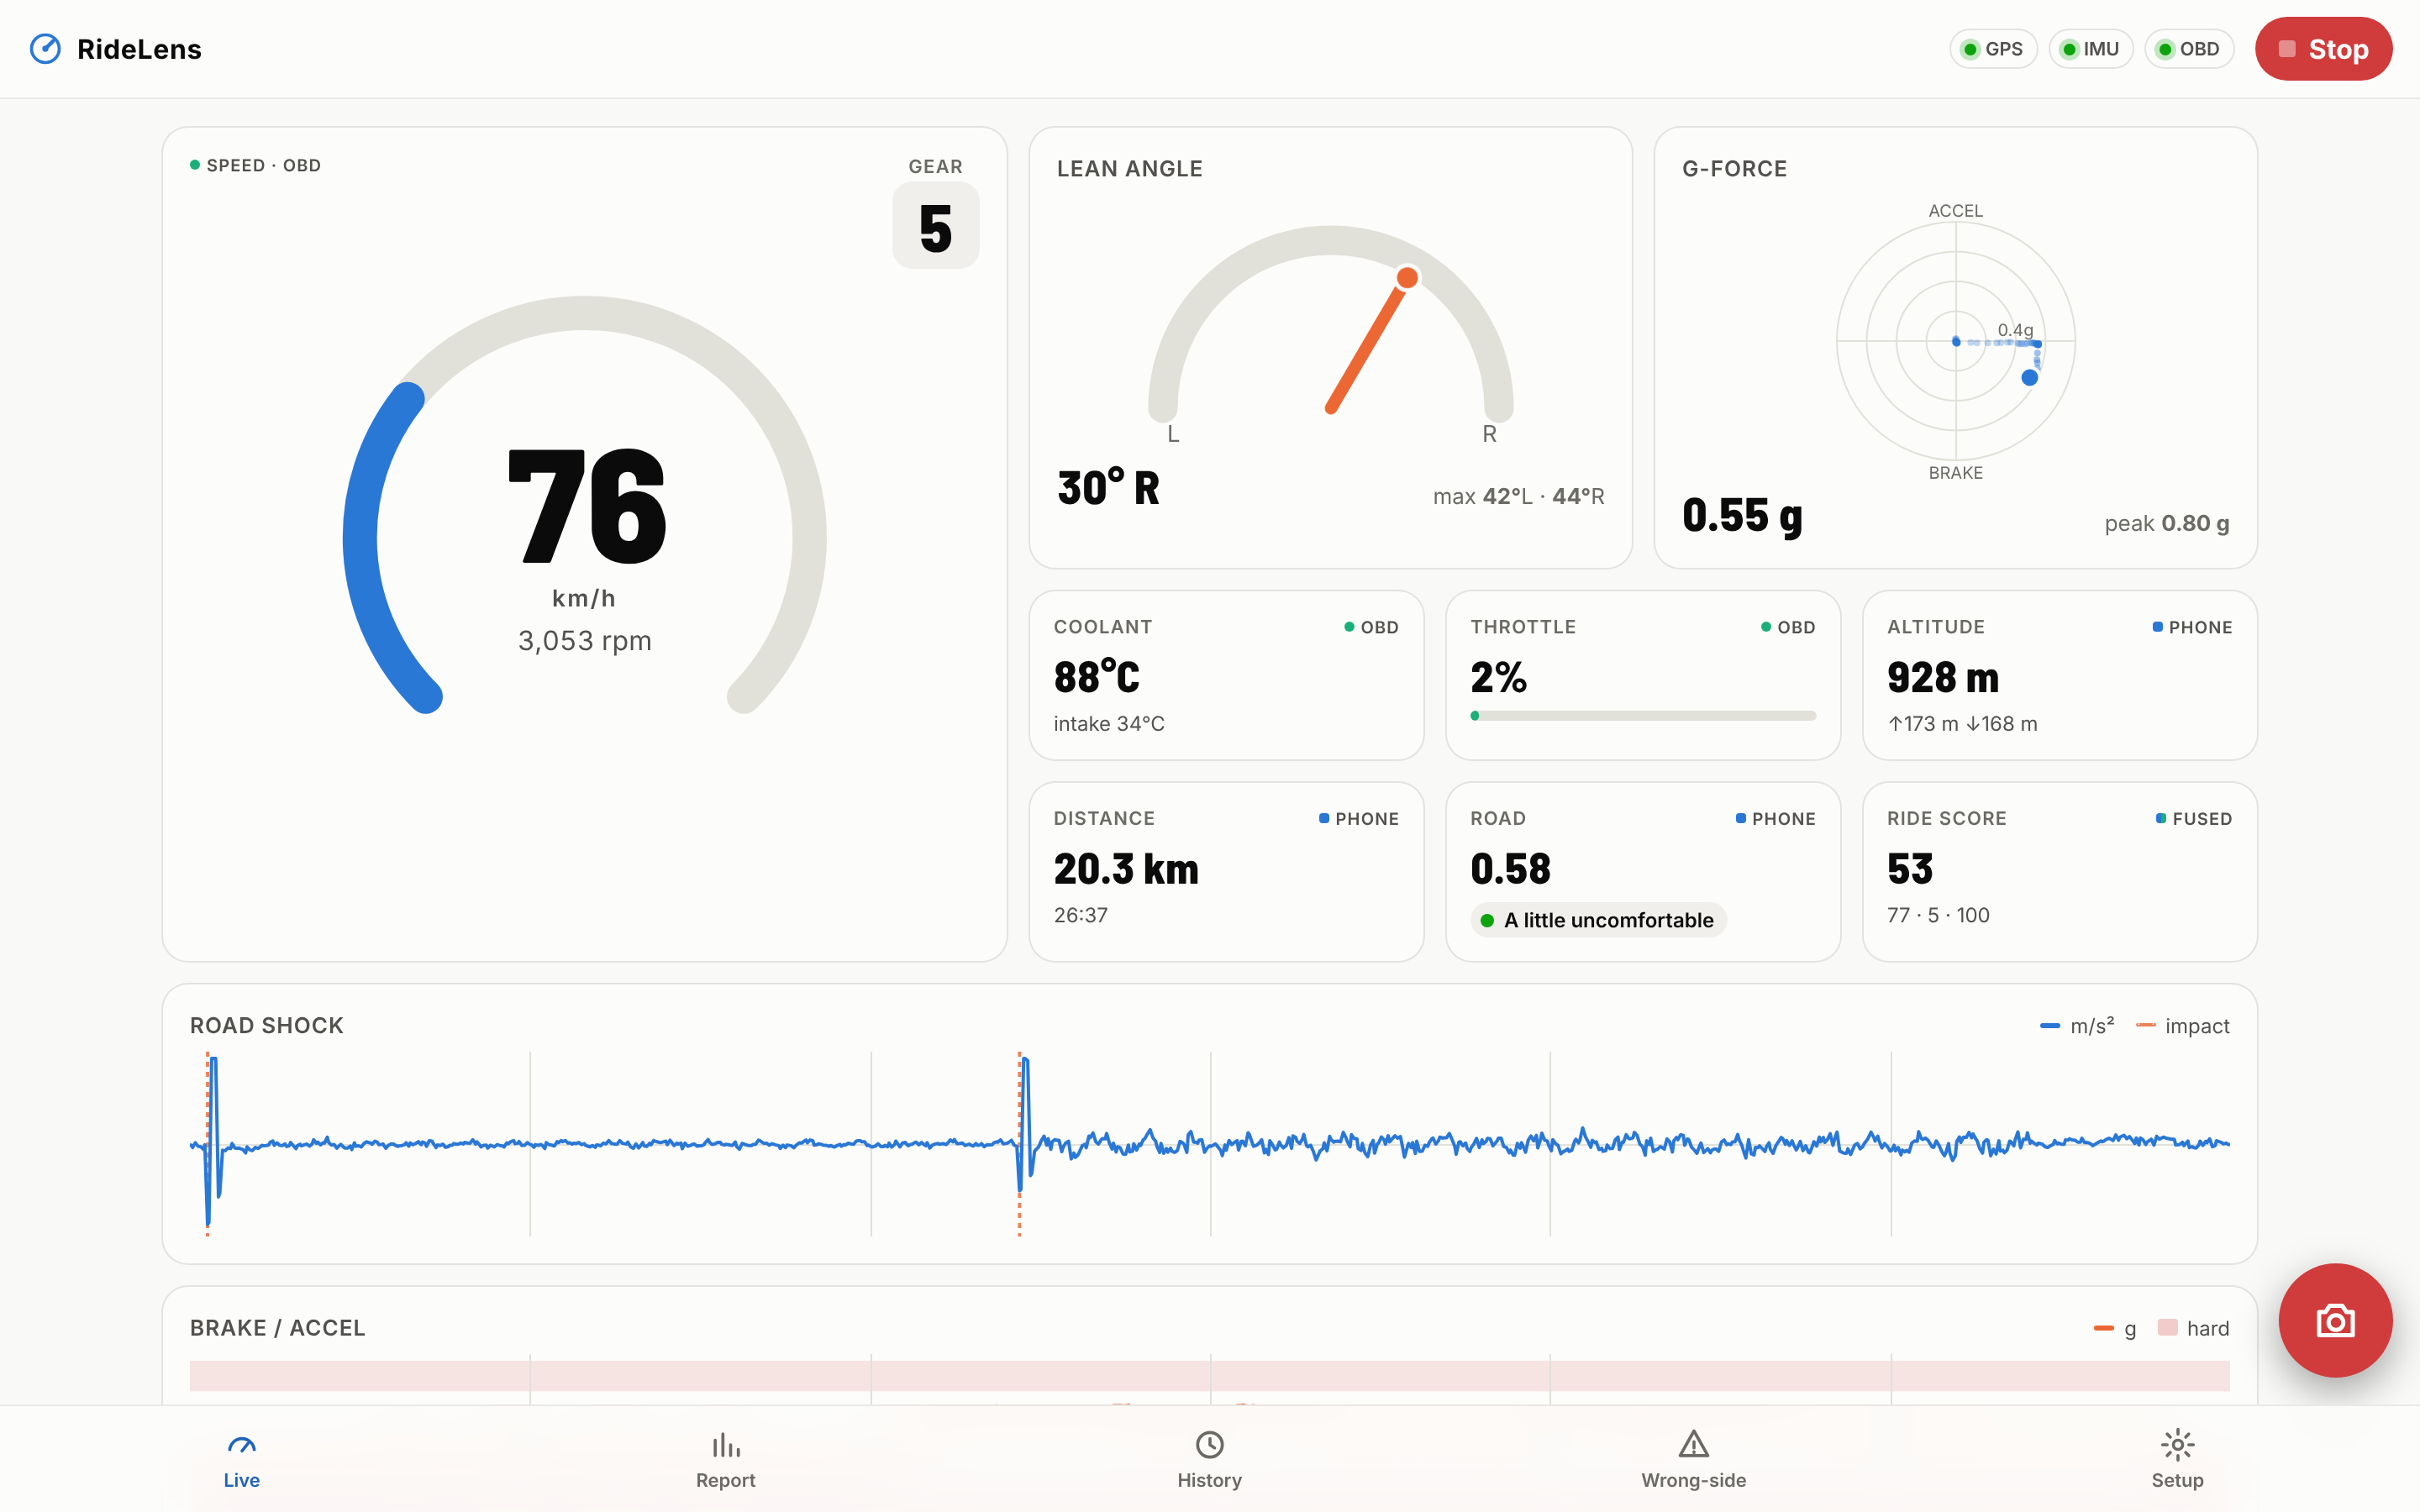 RideLens
GPS
IMU
OBD
Stop
SPEED · OBD
GEAR
5
76
km/h
3,053 rpm
LEAN ANGLE
L
R
30° R
max 42°L · 44°R
G-FORCE
ACCEL
0.4g
BRAKE
0.55 g
peak 0.80 g
COOLANT
OBD
88°C
intake 34°C
THROTTLE
OBD
2%
ALTITUDE
PHONE
928 m
↑173 m ↓168 m
DISTANCE
PHONE
20.3 km
26:37
ROAD
PHONE
0.58
A little uncomfortable
RIDE SCORE
FUSED
53
77 · 5 · 100
ROAD SHOCK
m/s²
impact
BRAKE / ACCEL
g
hard
Live
Report
History
Wrong-side
Setup